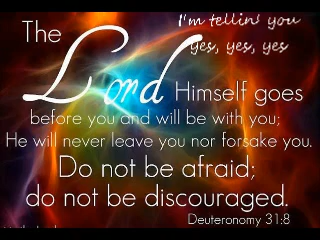 I'm tellin' you
yes, yes, yes
The Lord Himself goes
before you and will be with you;
He will never leave you nor forsake you.
Do not be afraid;
do not be discouraged.
Deuteronomy 31:8